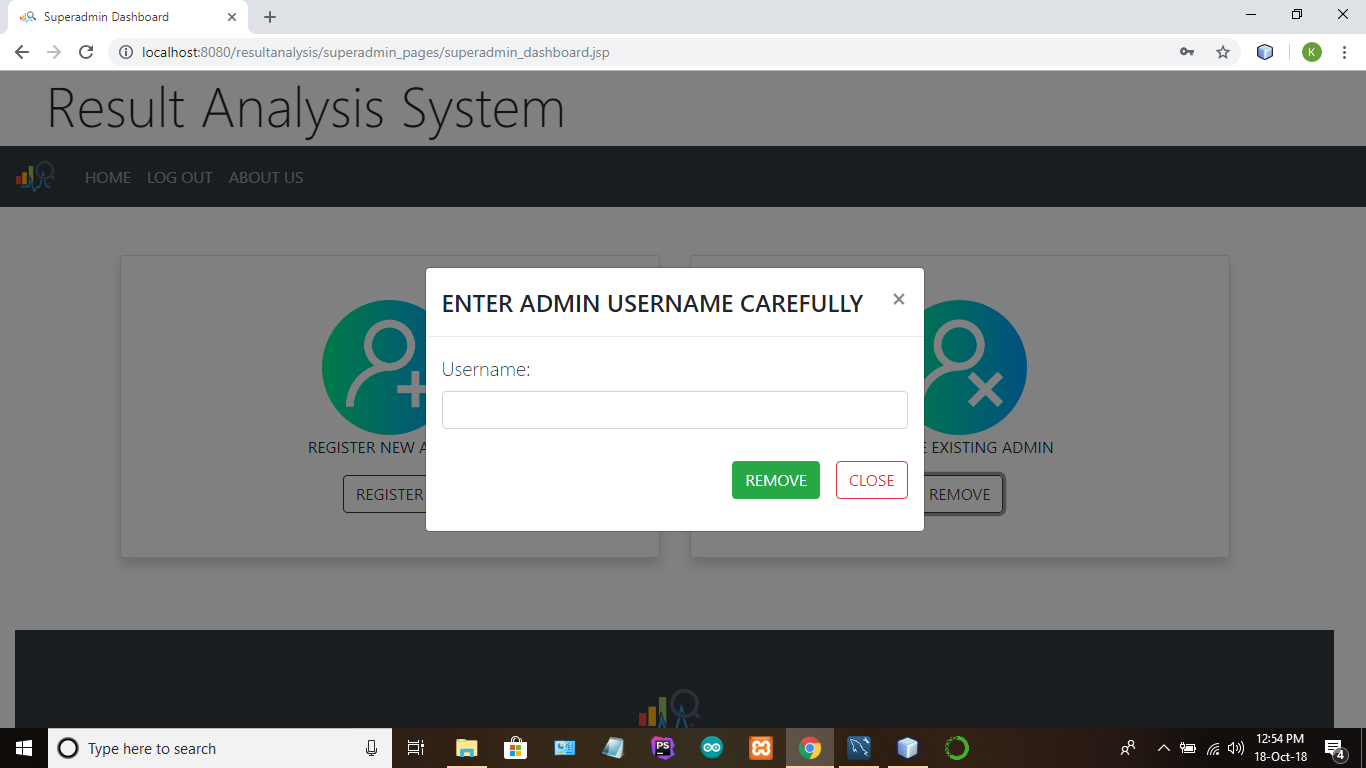 Superadmin Dashboard
localhost:8080/resultanalysis/superadmin_pages/superadmin_dashboard.jsp
K
Result Analysis System
HOME LOG OUT ABOUT US
ENTER ADMIN USERNAME CAREFULLY
×
Username:
REMOVE
CLOSE
REGISTER NEW A
E EXISTING ADMIN
REGISTER
REMOVE
Type here to search
PS
12:54 PM
18-Oct-18
4